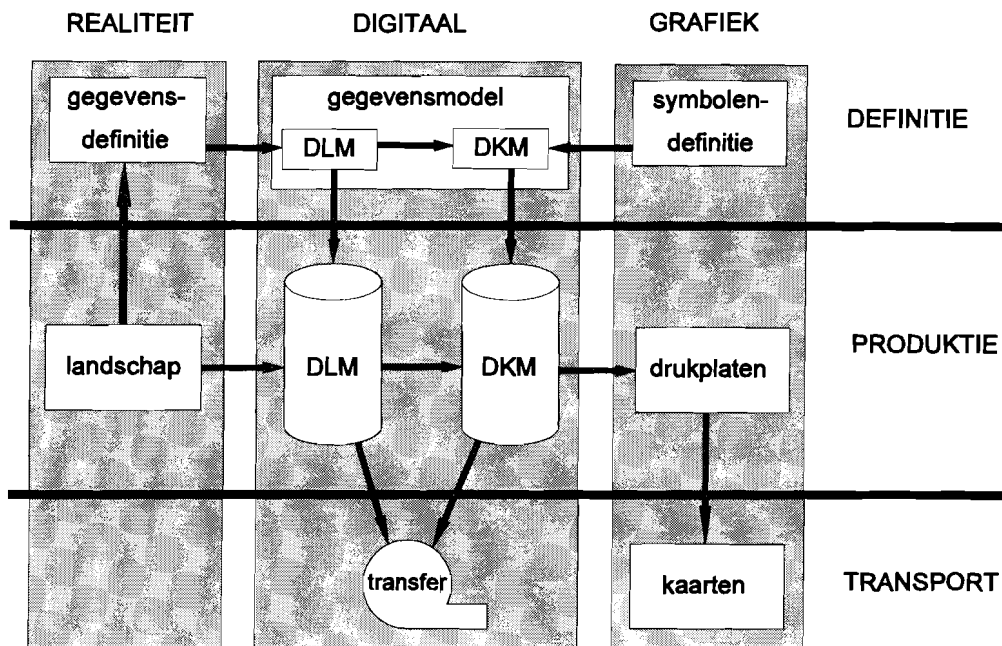 REALITEIT
DIGITAAL
GRAFIEK
gegevens-
definitie
gegevensmodel
DLM
DKM
symbolen-
definitie
DEFINITIE
landschap
DLM
DKM
drukplaten
PRODUKTIE
transfer
kaarten
TRANSPORT